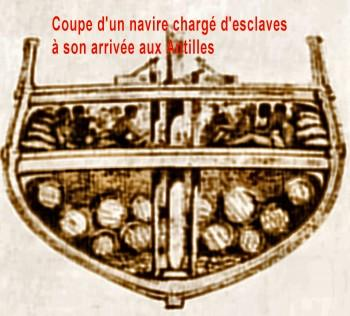 Coupe d'un navire chargé d'esclaves
à son arrivée aux Antilles